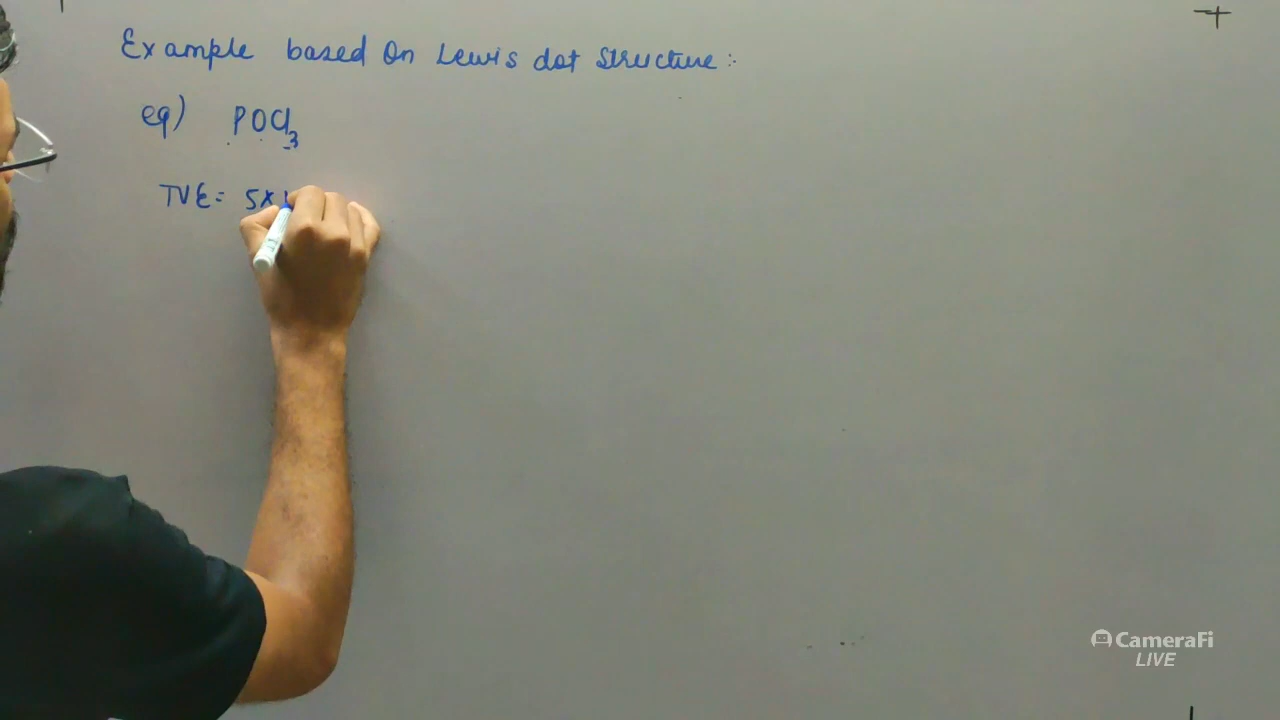 Example based on Lewis dot structure :
eg) POCl3
TVE = 5x
CameraFi
LIVE